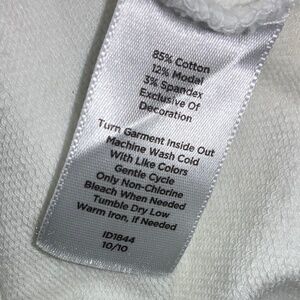 85% Cotton
12% Modal
3% Spandex
Exclusive Of
Decoration
Turn Garment Inside Out
Machine Wash Cold
With Like Colors
Gentle Cycle
Only Non-Chlorine
Bleach When Needed
Tumble Dry Low
Warm Iron, if Needed
ID1844
10/10